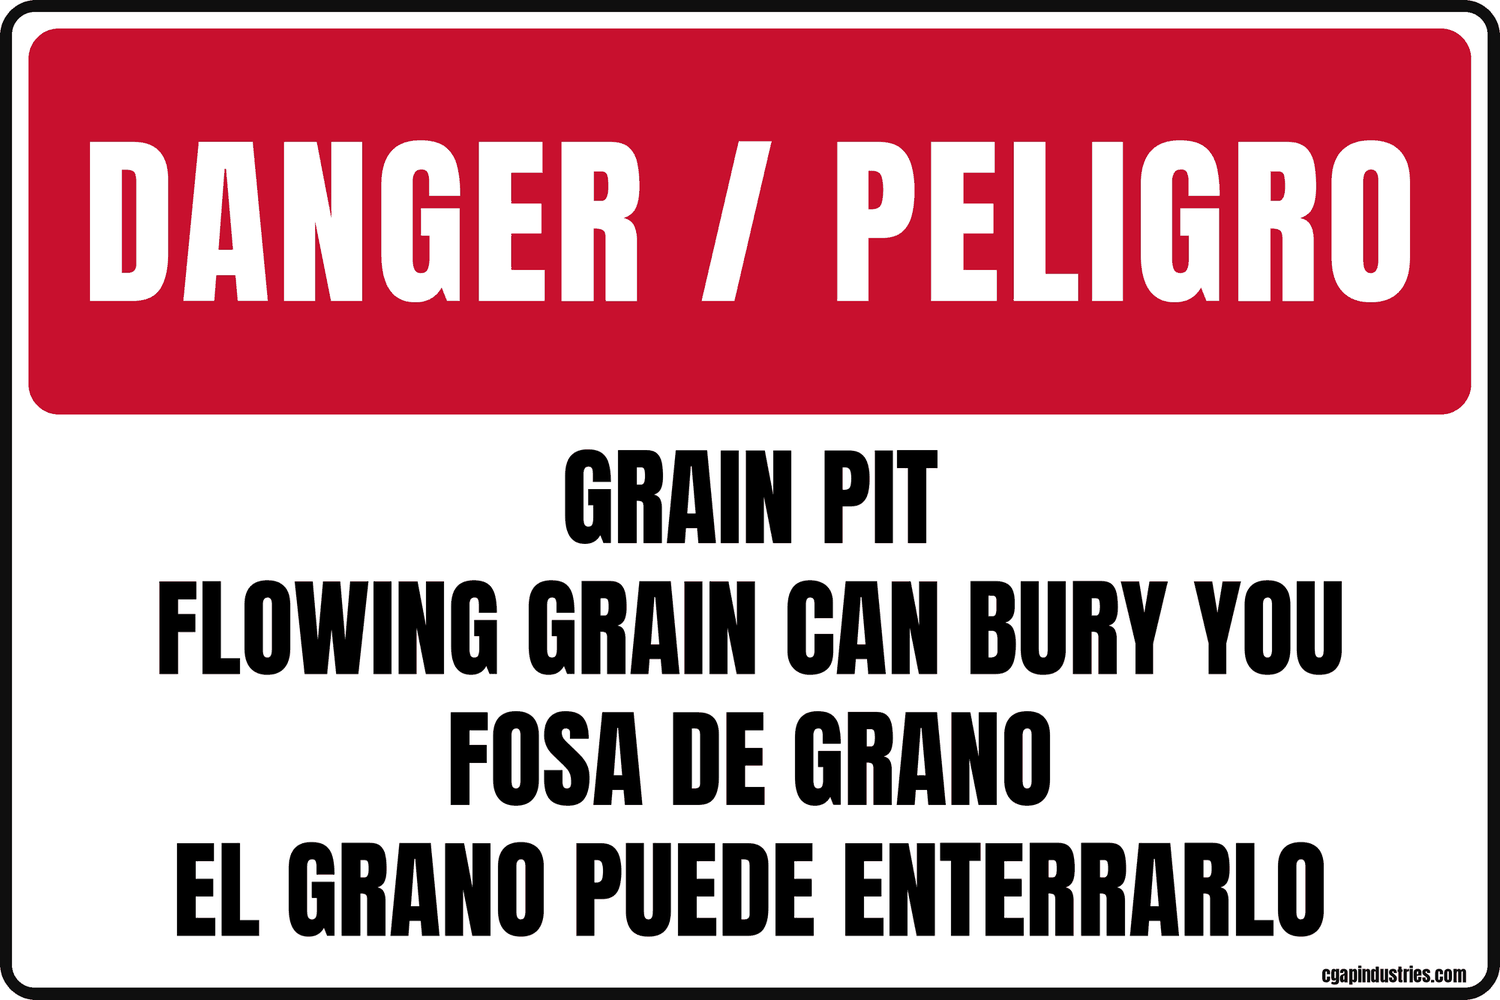 DANGER / PELIGRO
GRAIN PIT
FLOWING GRAIN CAN BURY YOU
FOSA DE GRANO
EL GRANO PUEDE ENTERRARLO
cgapindustries.com